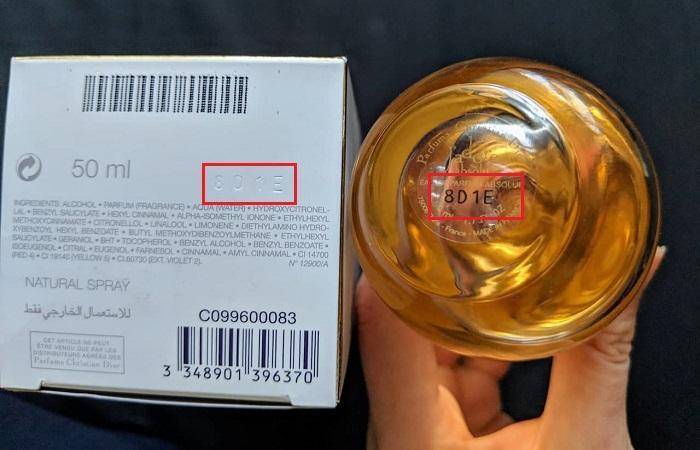 50 ml
8D1E
INGREDIENTS: ALCOHOL • PARFUM (FRAGRANCE) • AQUA (WATER) • HYDROXYCITRONEL-
LAL • BENZYL SALICYLATE • HEXYL CINNAMAL • ALPHA-ISOMETHYL IONONE • ETHYLHEXYL
METHOXYCINNAMATE • CITRONELLOL • LINALOOL • LIMONENE • DIETHYLAMINO HYDRO-
XYBENZOYL HEXYL BENZOATE • BUTYL METHOXYDIBENZOYLMETHANE • ETHYLHEXYL
SALICYLATE • GERANIOL • BHT • TOCOPHEROL • BENZYL ALCOHOL • BENZYL BENZOATE •
ISOEUGENOL • CITRAL • EUGENOL • FARNESOL • CINNAMAL • AMYL CINNAMAL • CI 14700
(RED 4) • CI 19140 (YELLOW 5) • CI 60730 (EXT. VIOLET 2).
N° 12900/A
NATURAL SPRAY
للاستعمال الخارجي فقط
CET ARTICLE NE PEUT
ÊTRE VENDU QUE PAR LES
DISTRIBUTEURS AGRÉÉS DES
Parfums Christian Dior
C099600083
3 348901 396370
Parfums
absolu
8D1E
France